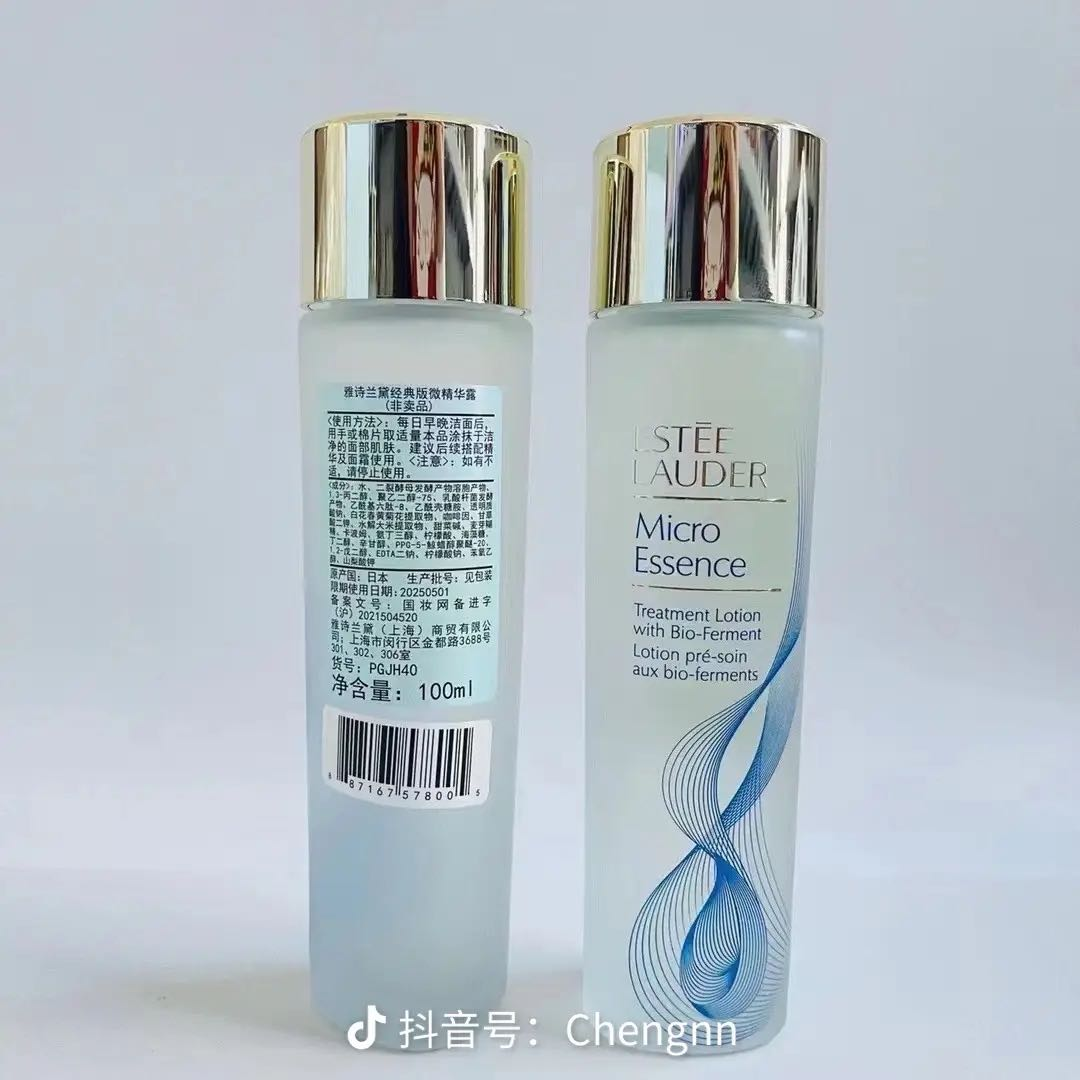 雅诗兰黛经典版微精华露
(非卖品)
<使用方法>：每日早晚洁面后，
用手或棉片取适量本品涂抹于洁
净的面部肌肤。建议后续搭配精
华及面霜使用。<注意>：如有不
适，请停止使用。
<成分>：水、二裂酵母发酵产物溶胞产物、
1,3-丙二醇、聚乙二醇-75、乳酸杆菌发酵
产物、乙酰基六肽-8、乙酰壳糖胺、透明质
酸钠、白花春黄菊花提取物、咖啡因、甘草
酸二钾、水解大米提取物、甜菜碱、麦芽糊
精、卡波姆、氨丁三醇、柠檬酸、海藻糖、
丁二醇、辛甘醇、PPG-5-鲸蜡醇聚醚-20、
1,2-戊二醇、EDTA二钠、柠檬酸钠、苯氧乙
醇、山梨酸钾
原产国：日本 生产批号：见包装
限期使用日期：20250501
备案文号：国妆网备进字
（沪）2021504520
雅诗兰黛（上海）商贸有限公
司；上海市闵行区金都路3688号
301、302、306室
货号：PGJH40
净含量：100ml
8 87167 57800 5
ESTĒE
LAUDER
Micro
Essence
Treatment Lotion
with Bio-Ferment
Lotion pré-soin
aux bio-ferments
抖音号：Chengnn